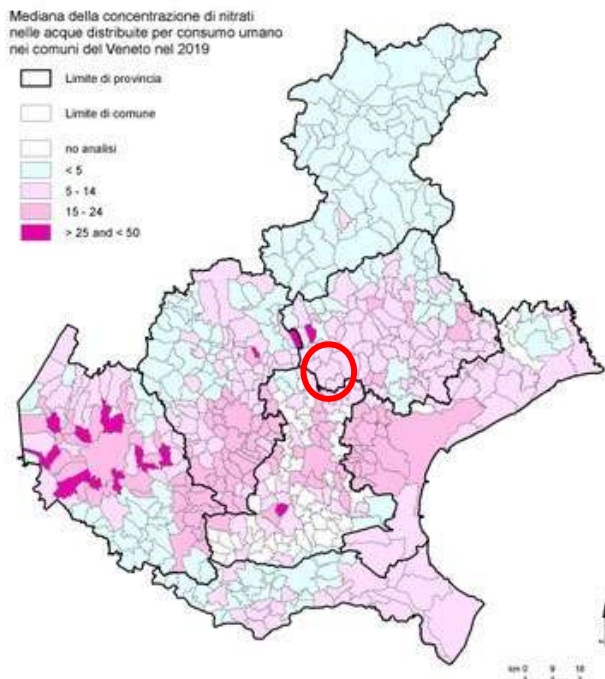 Mediana della concentrazione di nitrati
nelle acque distribuite per consumo umano
nei comuni del Veneto nel 2019
Limite di provincia
Limite di comune
no analisi
< 5
5 - 14
15 - 24
> 25 and < 50
km 0 9 18